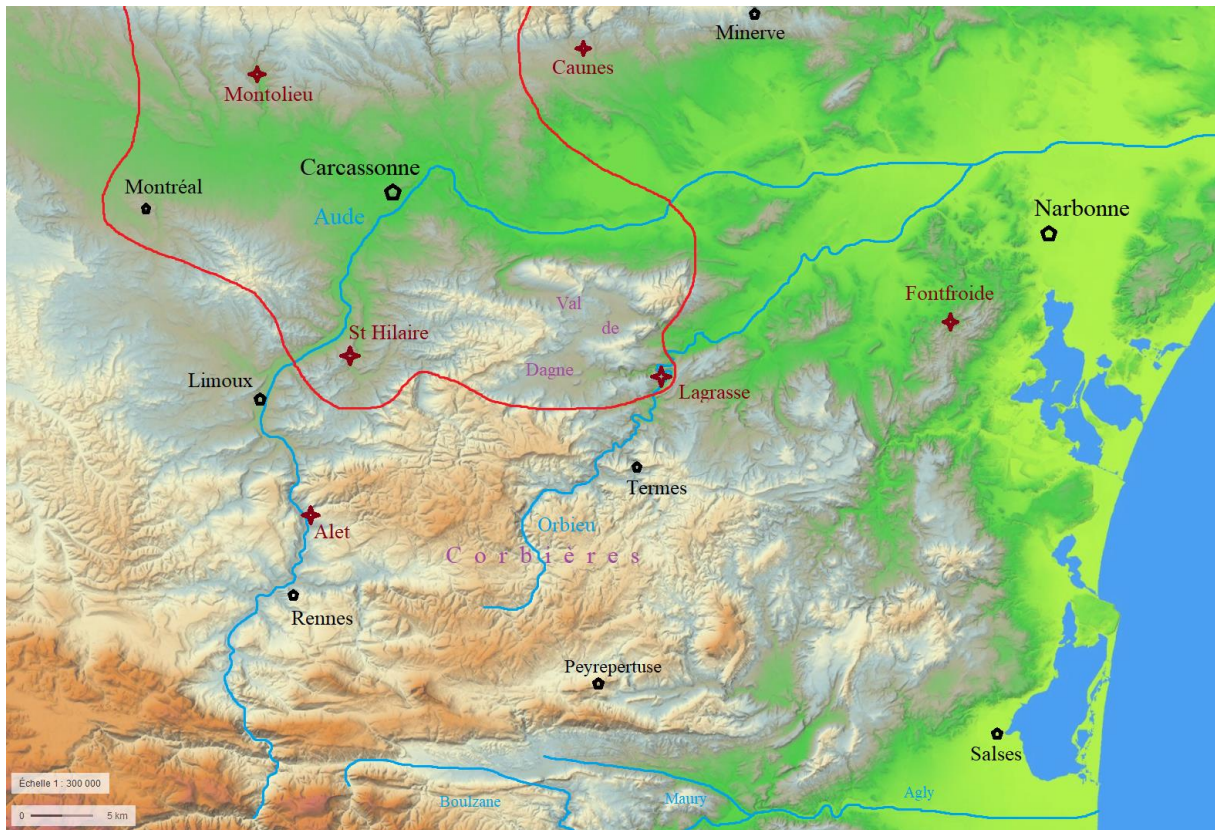 Minerve
Caunes
Montolieu
Carcassonne
Montréal
Aude
Narbonne
Fontfroide
Val
de
Dagne
St Hilaire
Limoux
Lagrasse
Termes
Orbieu
Alet
Corbières
Rennes
Peyrepertuse
Salses
Échelle 1 : 300 000
0 5 km
Boulzane
Maury
Agly